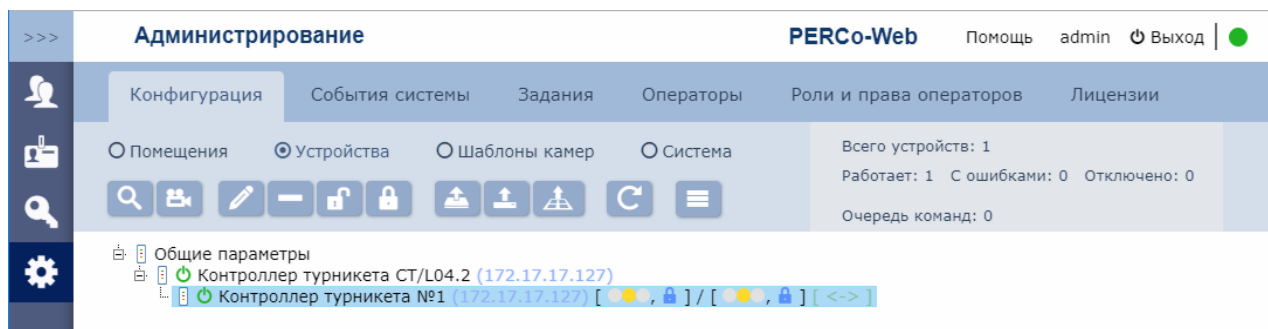 >>> Администрирование PERCo-Web Помощь admin Выход
Конфигурация События системы Задания Операторы Роли и права операторов Лицензии
Помещения Устройства Шаблоны камер Система
Всего устройств: 1
Работает: 1 С ошибками: 0 Отключено: 0
Очередь команд: 0
Общие параметры
Контроллер турникета CT/L04.2 (172.17.17.127)
Контроллер турникета №1 (172.17.17.127) [ , ] / [ , ] [ <-> ]